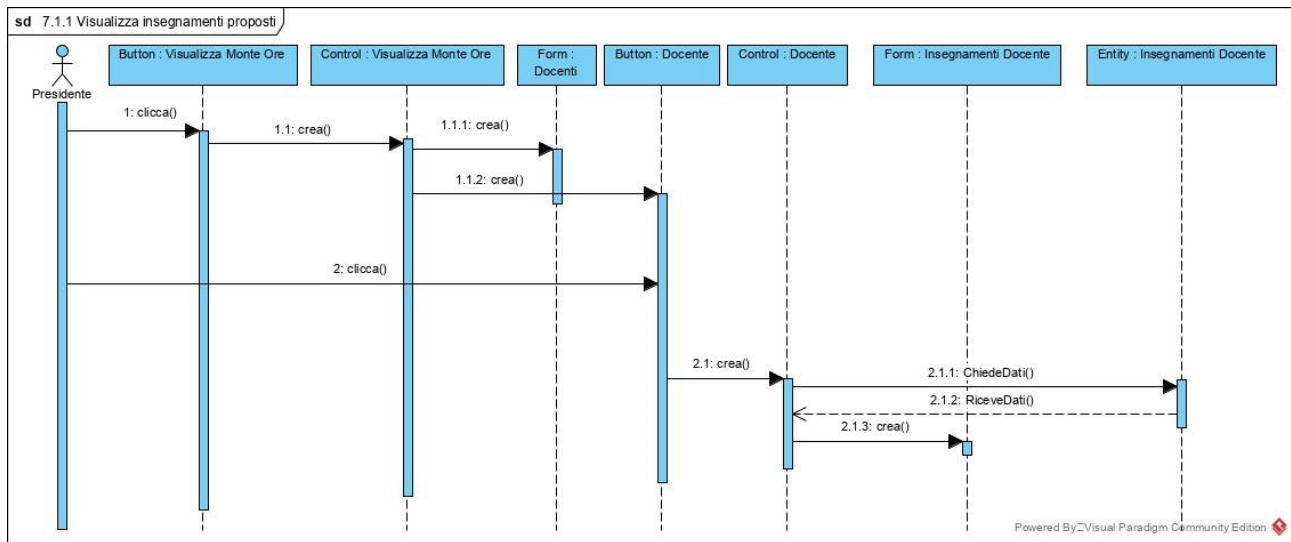 sd 7.1.1 Visualizza insegnamenti proposti
Button : Visualizza Monte Ore
Control : Visualizza Monte Ore
Form :
Docenti
Button : Docente
Control : Docente
Form : Insegnamenti Docente
Entity : Insegnamenti Docente
Presidente
1: clicca()
1.1: crea()
1.1.1: crea()
1.1.2: crea()
2: clicca()
2.1: crea()
2.1.1: ChiedeDati()
2.1.2: RiceveDati()
2.1.3: crea()
Powered By Visual Paradigm Community Edition